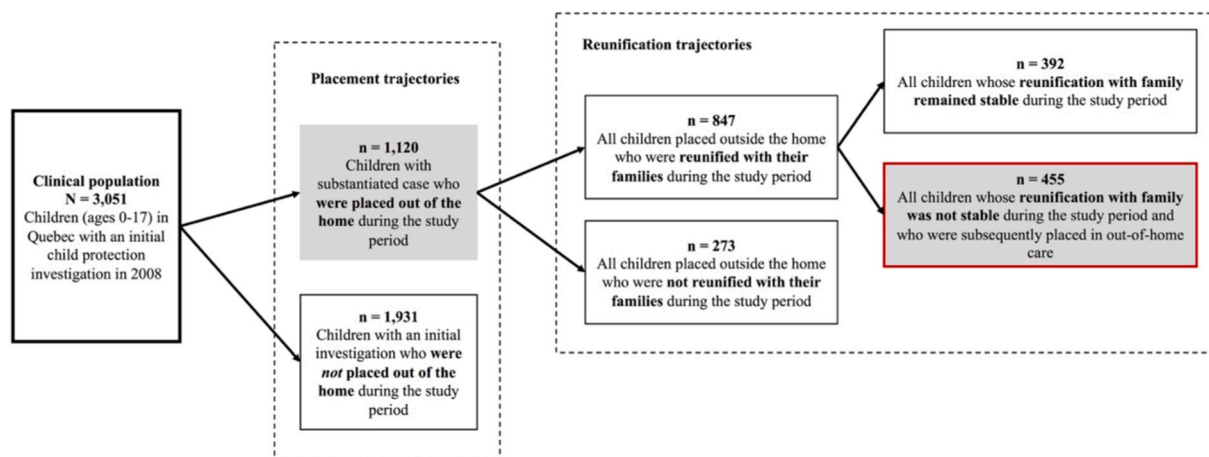 Clinical population
N = 3,051
Children (ages 0-17) in
Quebec with an initial
child protection
investigation in 2008
Placement trajectories
n = 1,120
Children with
substantiated case who
were placed out of the
home during the study
period
n = 1,931
Children with an initial
investigation who were
not placed out of the
home during the study
period
Reunification trajectories
n = 847
All children placed outside the home
who were reunified with their
families during the study period
n = 273
All children placed outside the home
who were not reunified with their
families during the study period
n = 392
All children whose reunification with family
remained stable during the study period
n = 455
All children whose reunification with family
was not stable during the study period and
who were subsequently placed in out-of-home
care